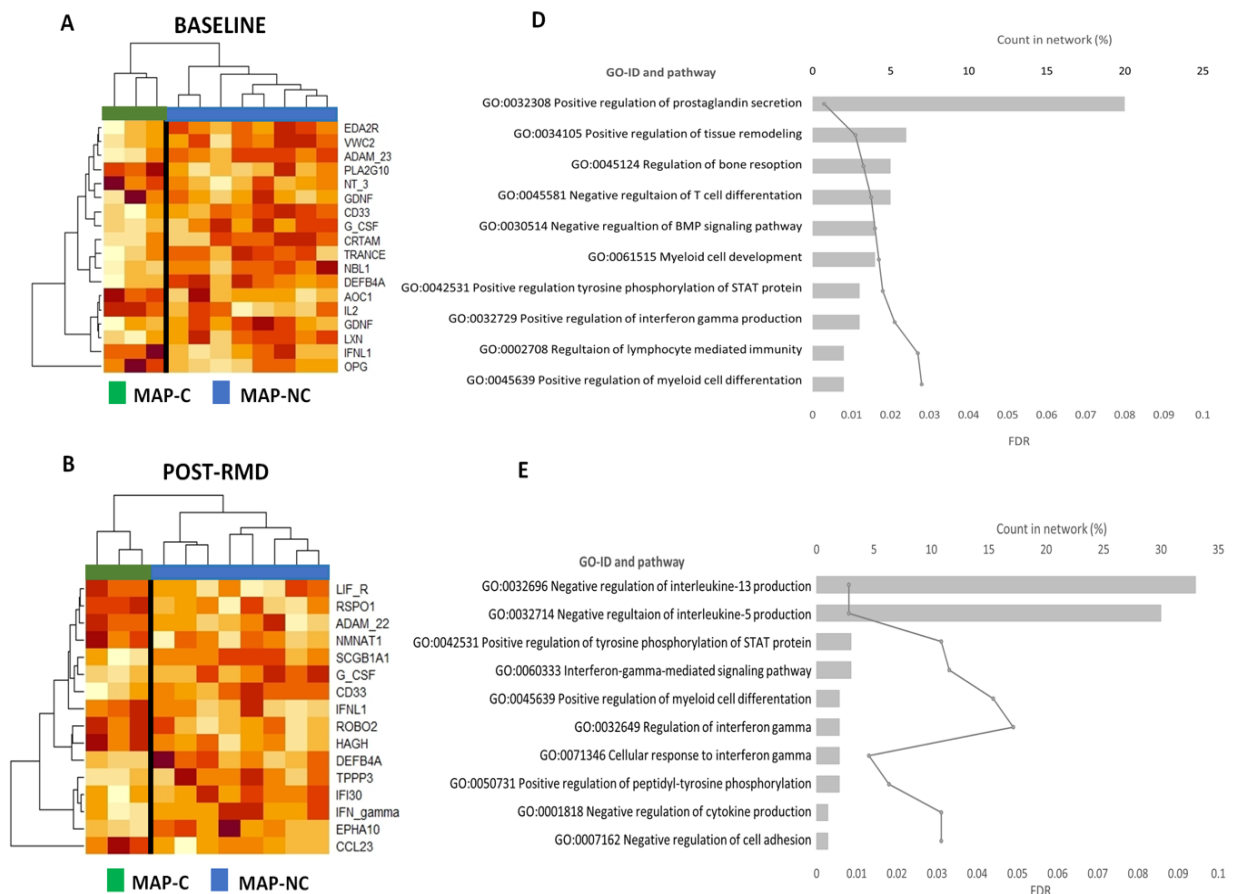 A
BASELINE
EDA2R
VWC2
ADAM_23
PLA2G10
NT_3
GDNF
CD33
G_CSF
CRTAM
TRANCE
NBL1
DEFB4A
AOC1
IL2
GDNF
LXN
IFNL1
OPG
MAP-C MAP-NC
D
Count in network (%)
GO-ID and pathway
0 5 10 15 20 25
GO:0032308 Positive regulation of prostaglandin secretion
GO:0034105 Positive regulation of tissue remodeling
GO:0045124 Regulation of bone resoption
GO:0045581 Negative regultaion of T cell differentation
GO:0030514 Negative regualtion of BMP signaling pathway
GO:0061515 Myeloid cell development
GO:0042531 Positive regulation tyrosine phosphorylation of STAT protein
GO:0032729 Positive regulation of interferon gamma production
GO:0002708 Regultaion of lymphocyte mediated immunity
GO:0045639 Positive regulation of myeloid cell differentation
0 0.01 0.02 0.03 0.04 0.05 0.06 0.07 0.08 0.09 0.1
FDR
B
POST-RMD
LIF_R
RSPO1
ADAM_22
NMNAT1
SCGB1A1
G_CSF
CD33
IFNL1
ROBO2
HAGH
DEFB4A
TPPP3
IFI30
IFN_gamma
EPHA10
CCL23
MAP-C MAP-NC
E
Count in network (%)
GO-ID and pathway
0 5 10 15 20 25 30 35
GO:0032696 Negative regulation of interleukine-13 production
GO:0032714 Negative regultaion of interleukine-5 production
GO:0042531 Positive regulation of tyrosine phosphorylation of STAT protein
GO:0060333 Interferon-gamma-mediated signaling pathway
GO:0045639 Positive regulation of myeloid cell differentation
GO:0032649 Regulation of interferon gamma
GO:0071346 Cellular response to interferon gamma
GO:0050731 Positive regulation of peptidyl-tyrosine phosphorylation
GO:0001818 Negative regulation of cytokine production
GO:0007162 Negative regulation of cell adhesion
0 0.01 0.02 0.03 0.04 0.05 0.06 0.07 0.08 0.09 0.1
FDR